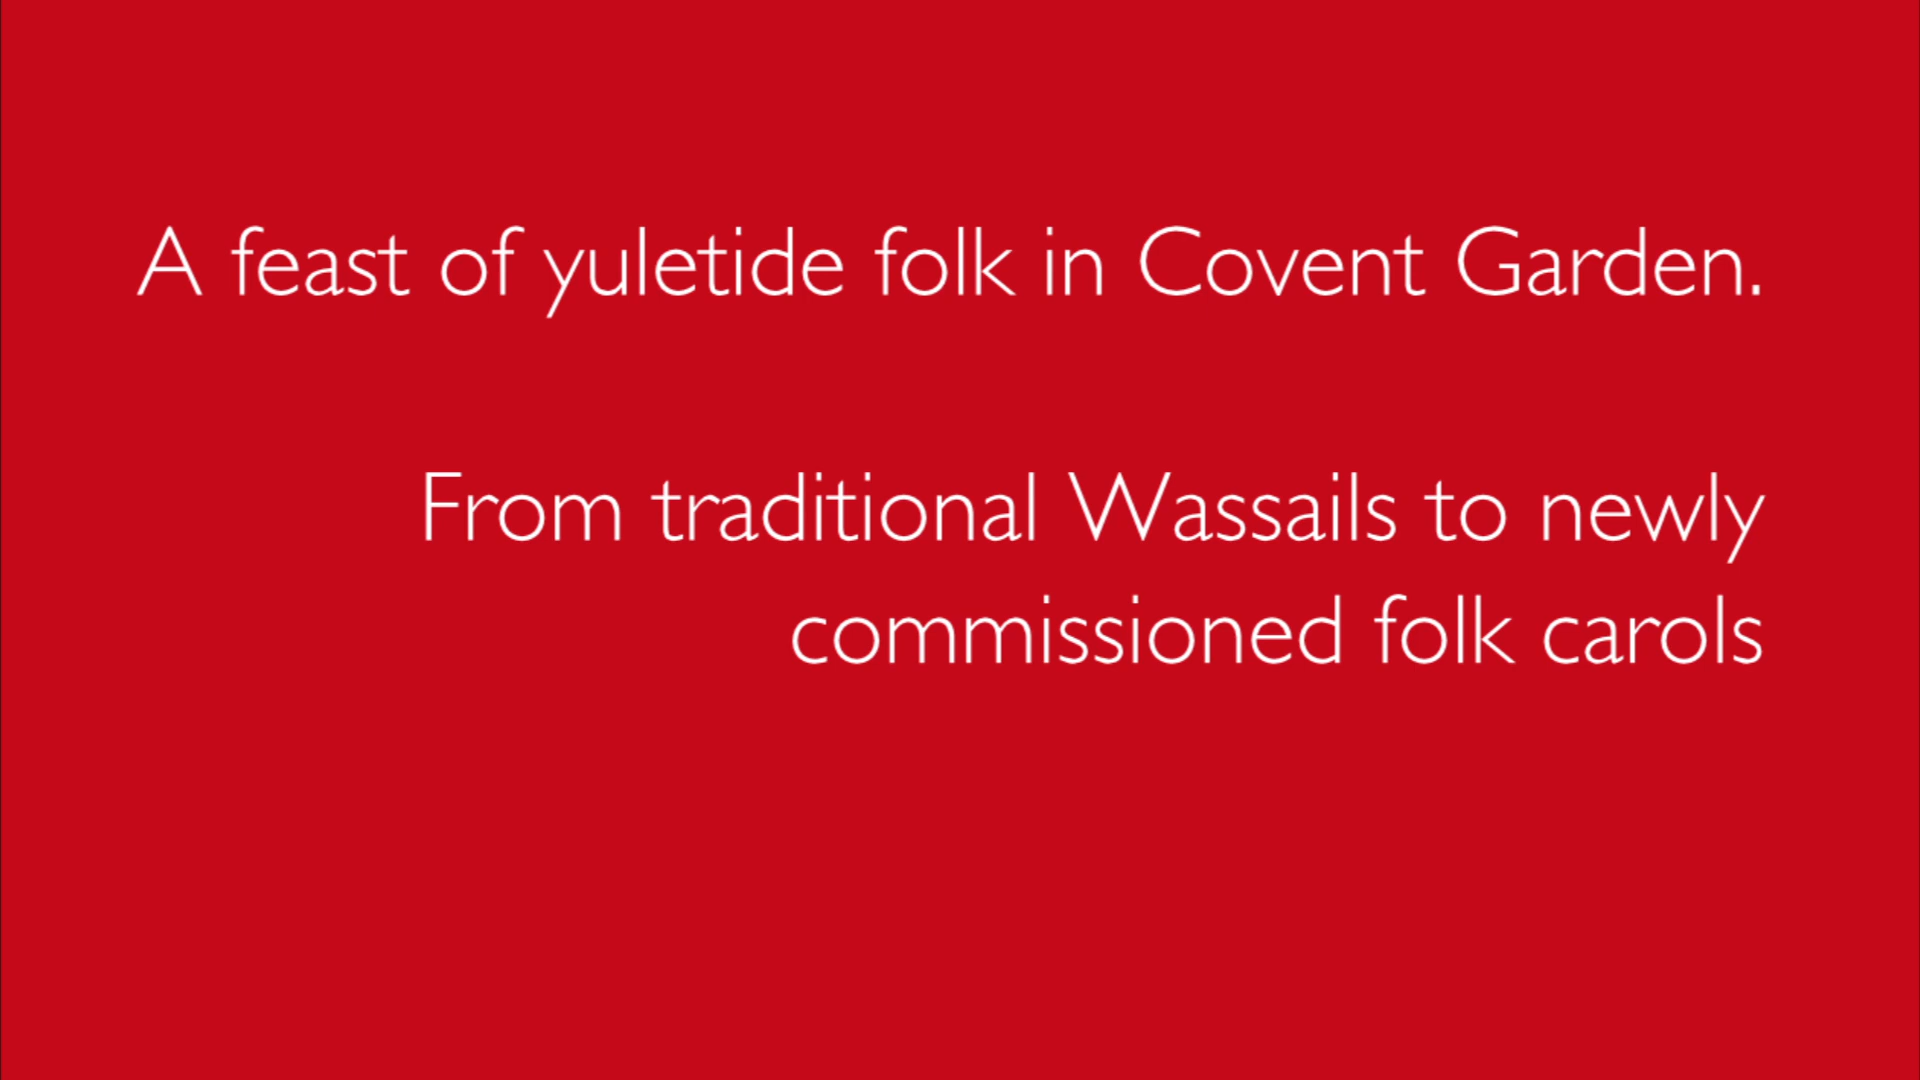 A feast of yuletide folk in Covent Garden.
From traditional Wassails to newly
commissioned folk carols